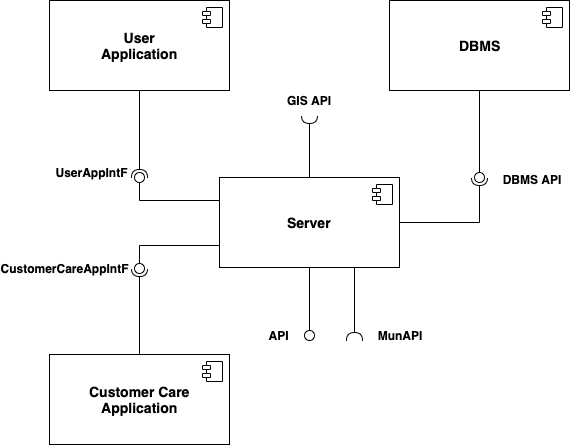 User
Application
DBMS
GIS API
UserAppIntF
DBMS API
Server
CustomerCareAppIntF
API
MunAPI
Customer Care
Application